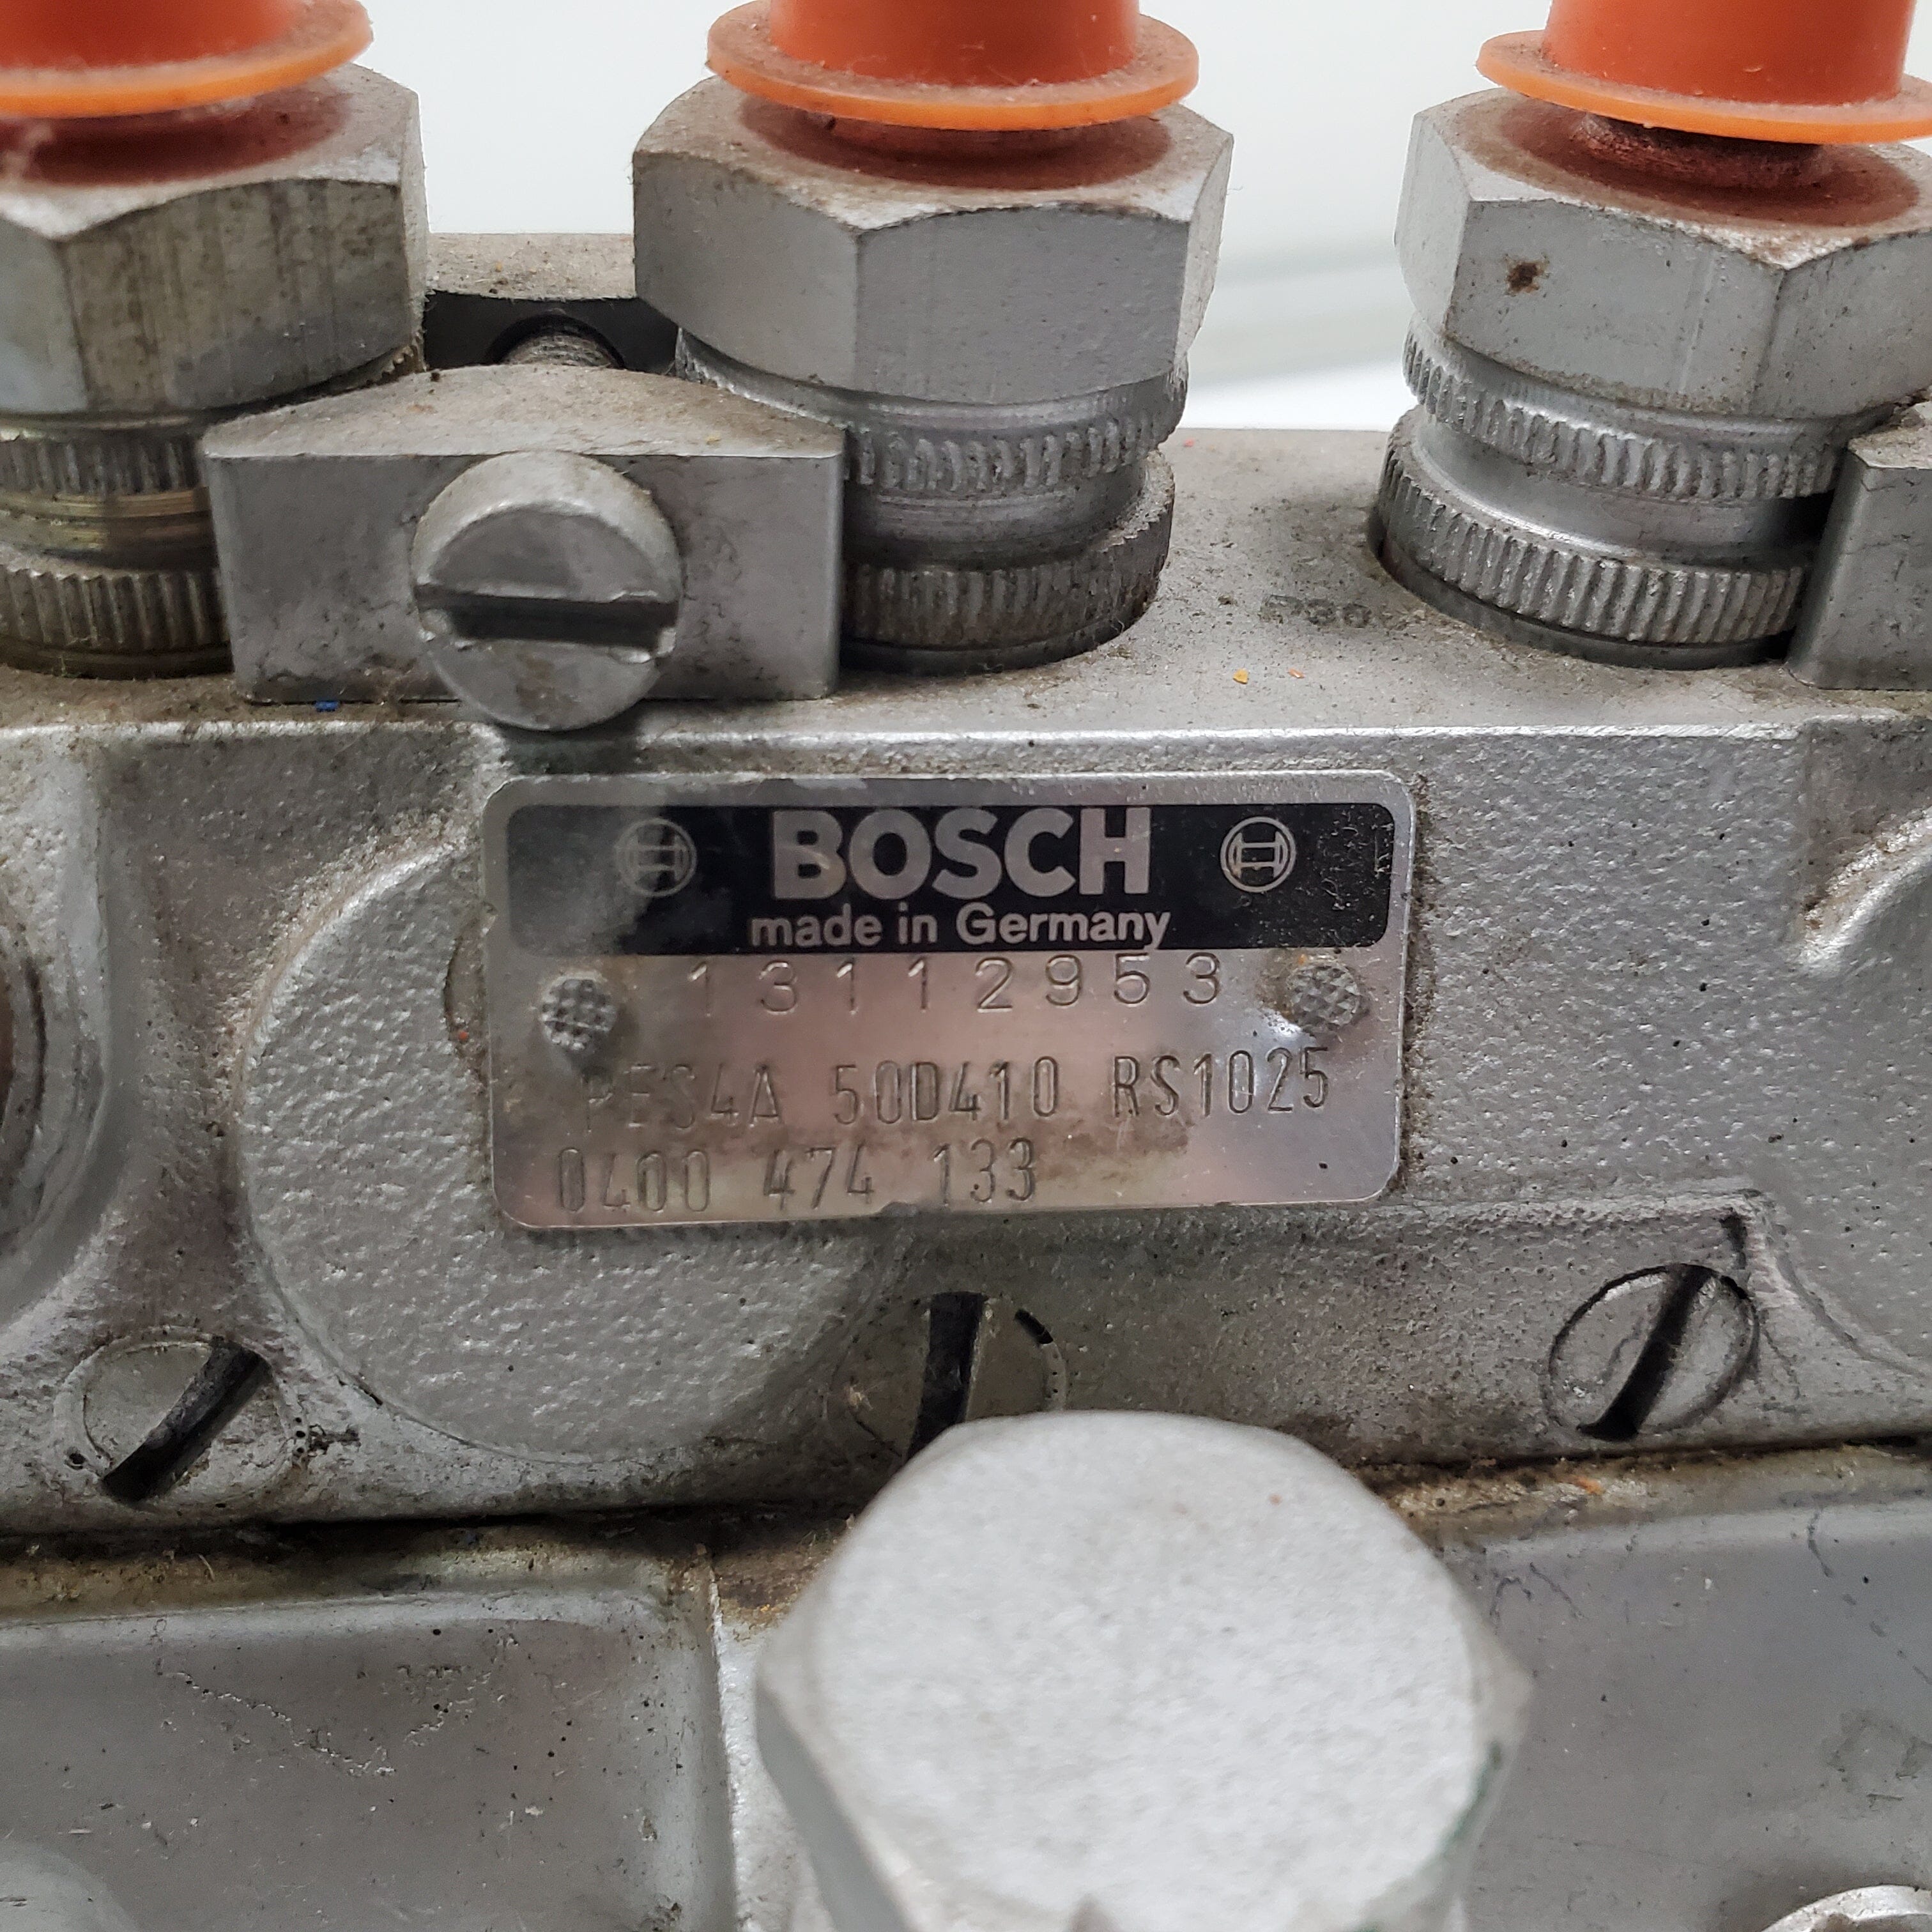 BOSCH
made in Germany
13112953
PES4A 50D410 RS1025
0400 474 133